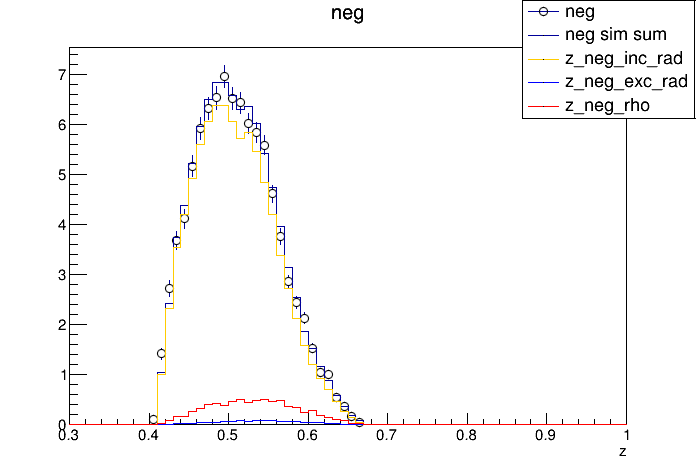 neg
neg
neg sim sum
z_neg_inc_rad
z_neg_exc_rad
z_neg_rho
7
6
5
4
3
2
1
0
0.3 0.4 0.5 0.6 0.7 0.8 0.9 1
z